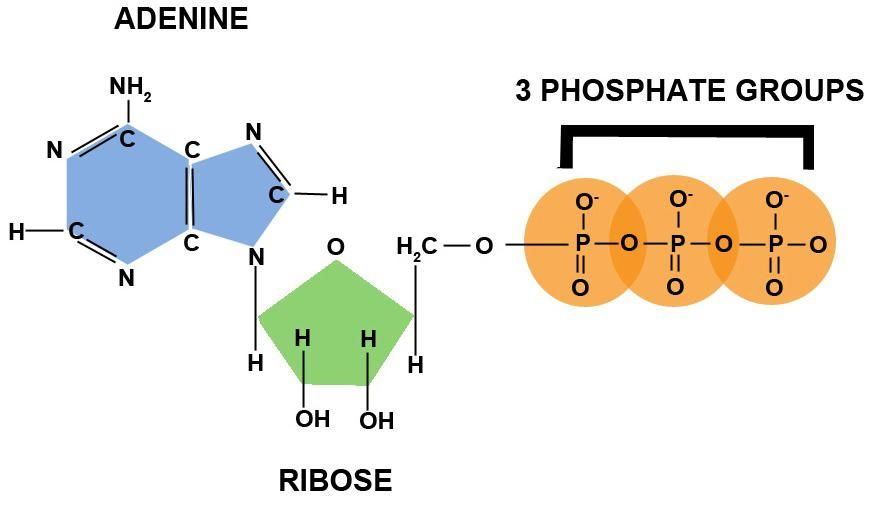 ADENINE
NH₂
3 PHOSPHATE GROUPS
N C C N
O⁻ O⁻ O⁻
C H
H C C N O H₂C O P O P O P O
N
O O O
H H
H H
OH OH
RIBOSE